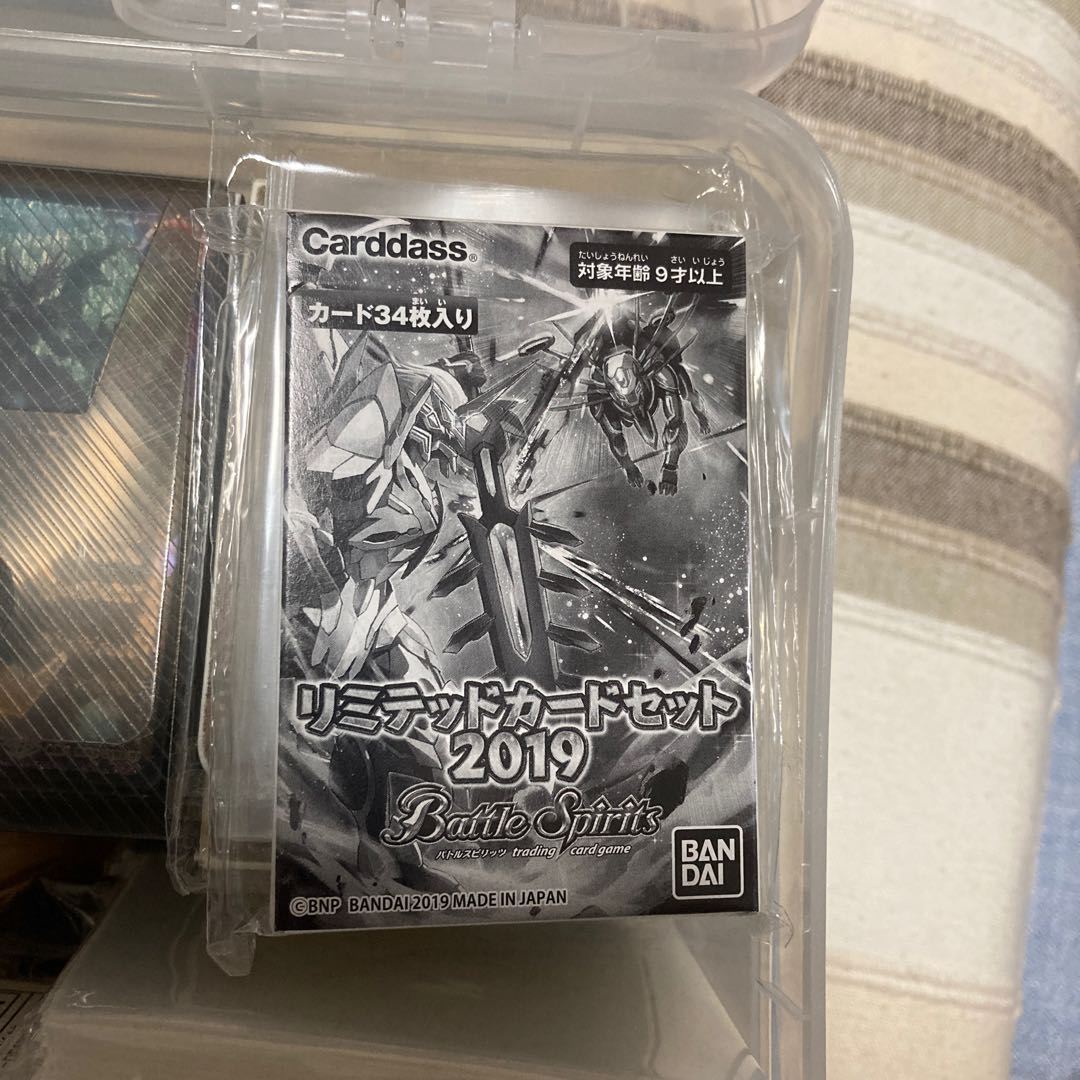 Carddass®
たいしょうねんれい さい いじょう
対象年齢 9才以上
まい い
カード34枚入り
リミテッドカードセット
2019
Battle Spirits
バトルスピリッツ trading card game
BAN
DAI
©BNP BANDAI 2019 MADE IN JAPAN